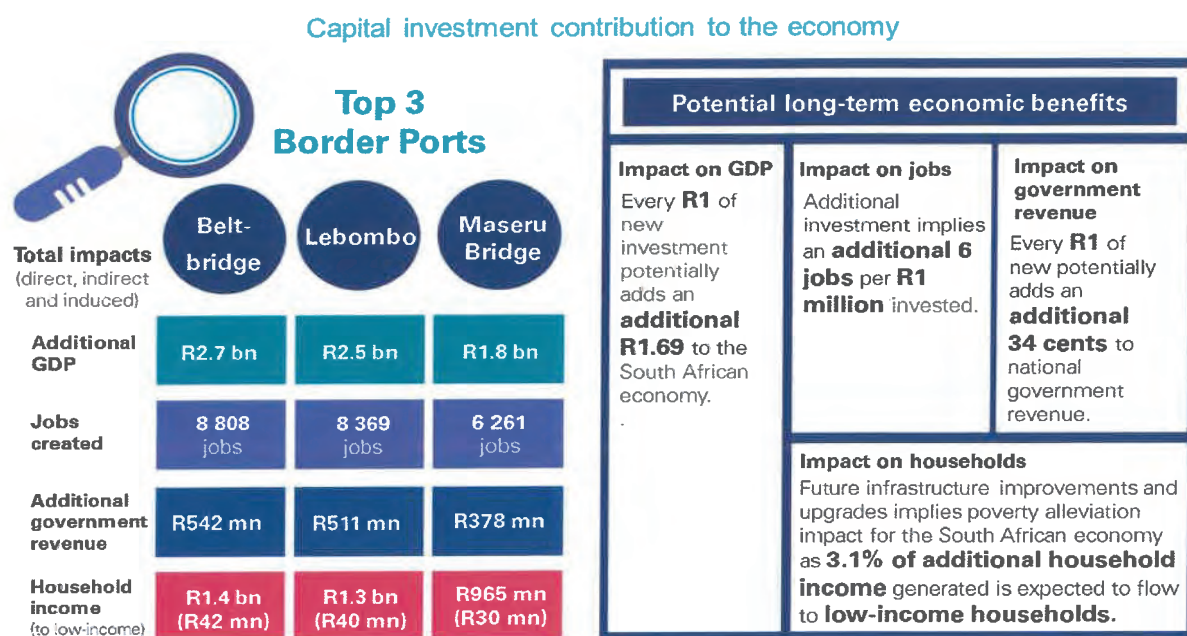 Capital investment contribution to the economy
Top 3
Border Ports
Total impacts
(direct, indirect
and induced)
Belt-
bridge
Lebombo
Maseru
Bridge
Additional
GDP
R2.7 bn
R2.5 bn
R1.8 bn
Jobs
created
8 808
jobs
8 369
jobs
6 261
jobs
Additional
government
revenue
R542 mn
R511 mn
R378 mn
Household
income
(to low-income)
R1.4 bn
(R42 mn)
R1.3 bn
(R40 mn)
R965 mn
(R30 mn)
Potential long-term economic benefits
Impact on GDP
Every R1 of
new
investment
potentially
adds an
additional
R1.69 to the
South African
economy.
.
Impact on jobs
Additional
investment implies
an additional 6
jobs per R1
million invested.
Impact on
government
revenue
Every R1 of
new potentially
adds an
additional
34 cents to
national
government
revenue.
Impact on households
Future infrastructure improvements and
upgrades implies poverty alleviation
impact for the South African economy
as 3.1% of additional household
income generated is expected to flow
to low-income households.